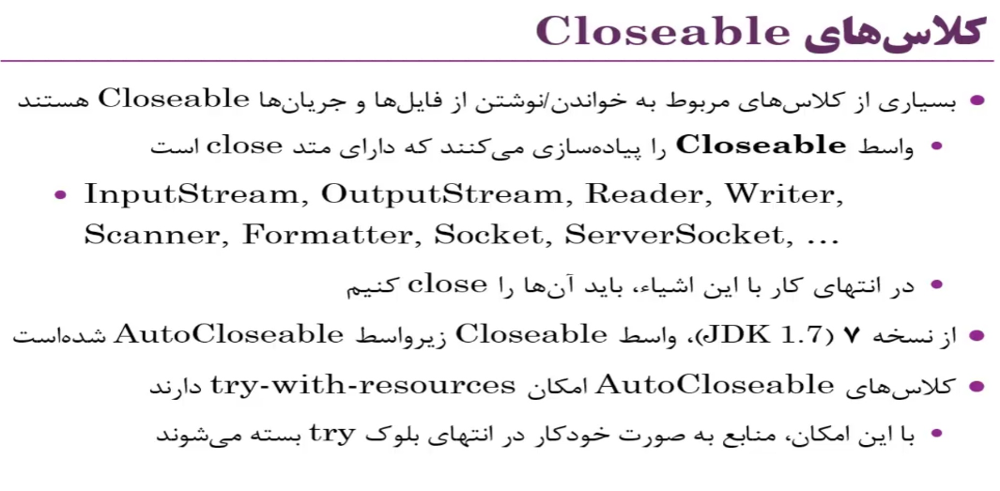 کلاس‌های Closeable
• بسیاری از کلاس‌های مربوط به خواندن/نوشتن از فایل‌ها و جریان‌ها Closeable هستند
• واسط Closeable را پیاده‌سازی می‌کنند که دارای متد close است
• InputStream, OutputStream, Reader, Writer,
Scanner, Formatter, Socket, ServerSocket, ...
• در انتهای کار با این اشیاء، باید آن‌ها را close کنیم
• از نسخه ۷ (JDK 1.7)، واسط Closeable زیرواسط AutoCloseable شده‌است
• کلاس‌های AutoCloseable امکان try-with-resources دارند
• با این امکان، منابع به صورت خودکار در انتهای بلوک try بسته می‌شوند